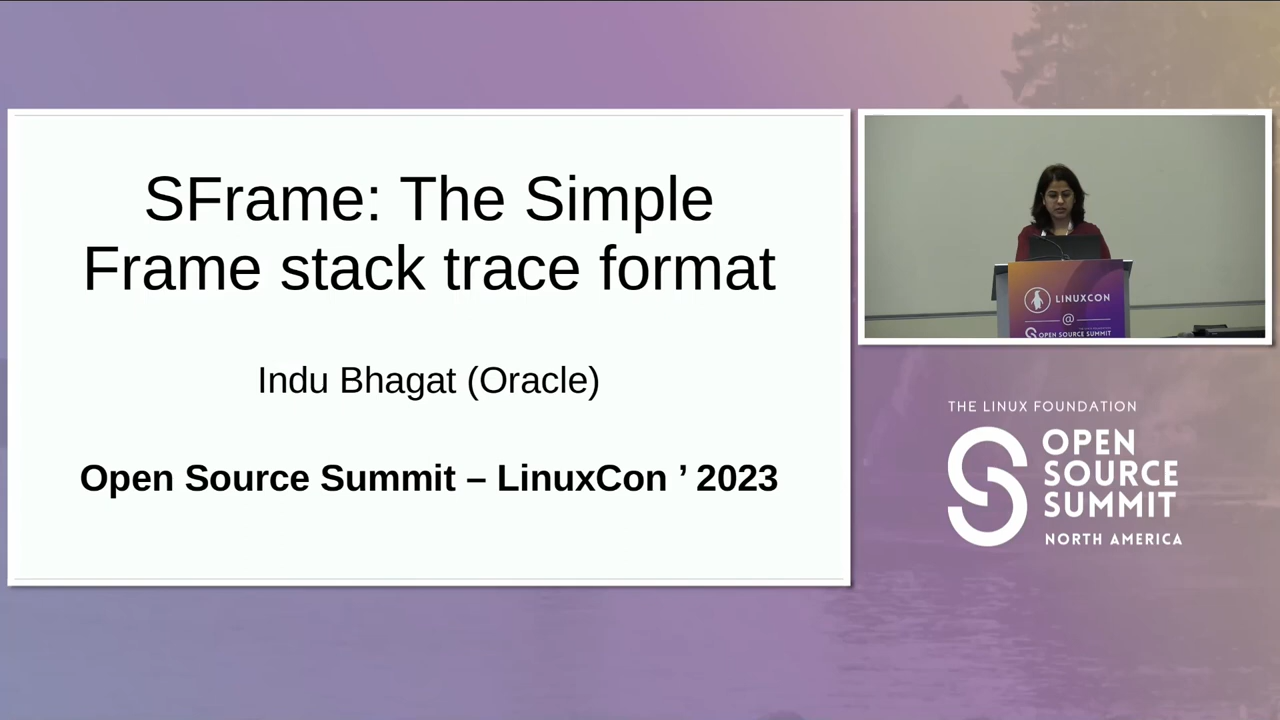 SFrame: The Simple
Frame stack trace format
Indu Bhagat (Oracle)
Open Source Summit – LinuxCon ’ 2023
LINUXCON
@
OPEN SOURCE SUMMIT
THE LINUX FOUNDATION
OPEN
SOURCE
SUMMIT
NORTH AMERICA